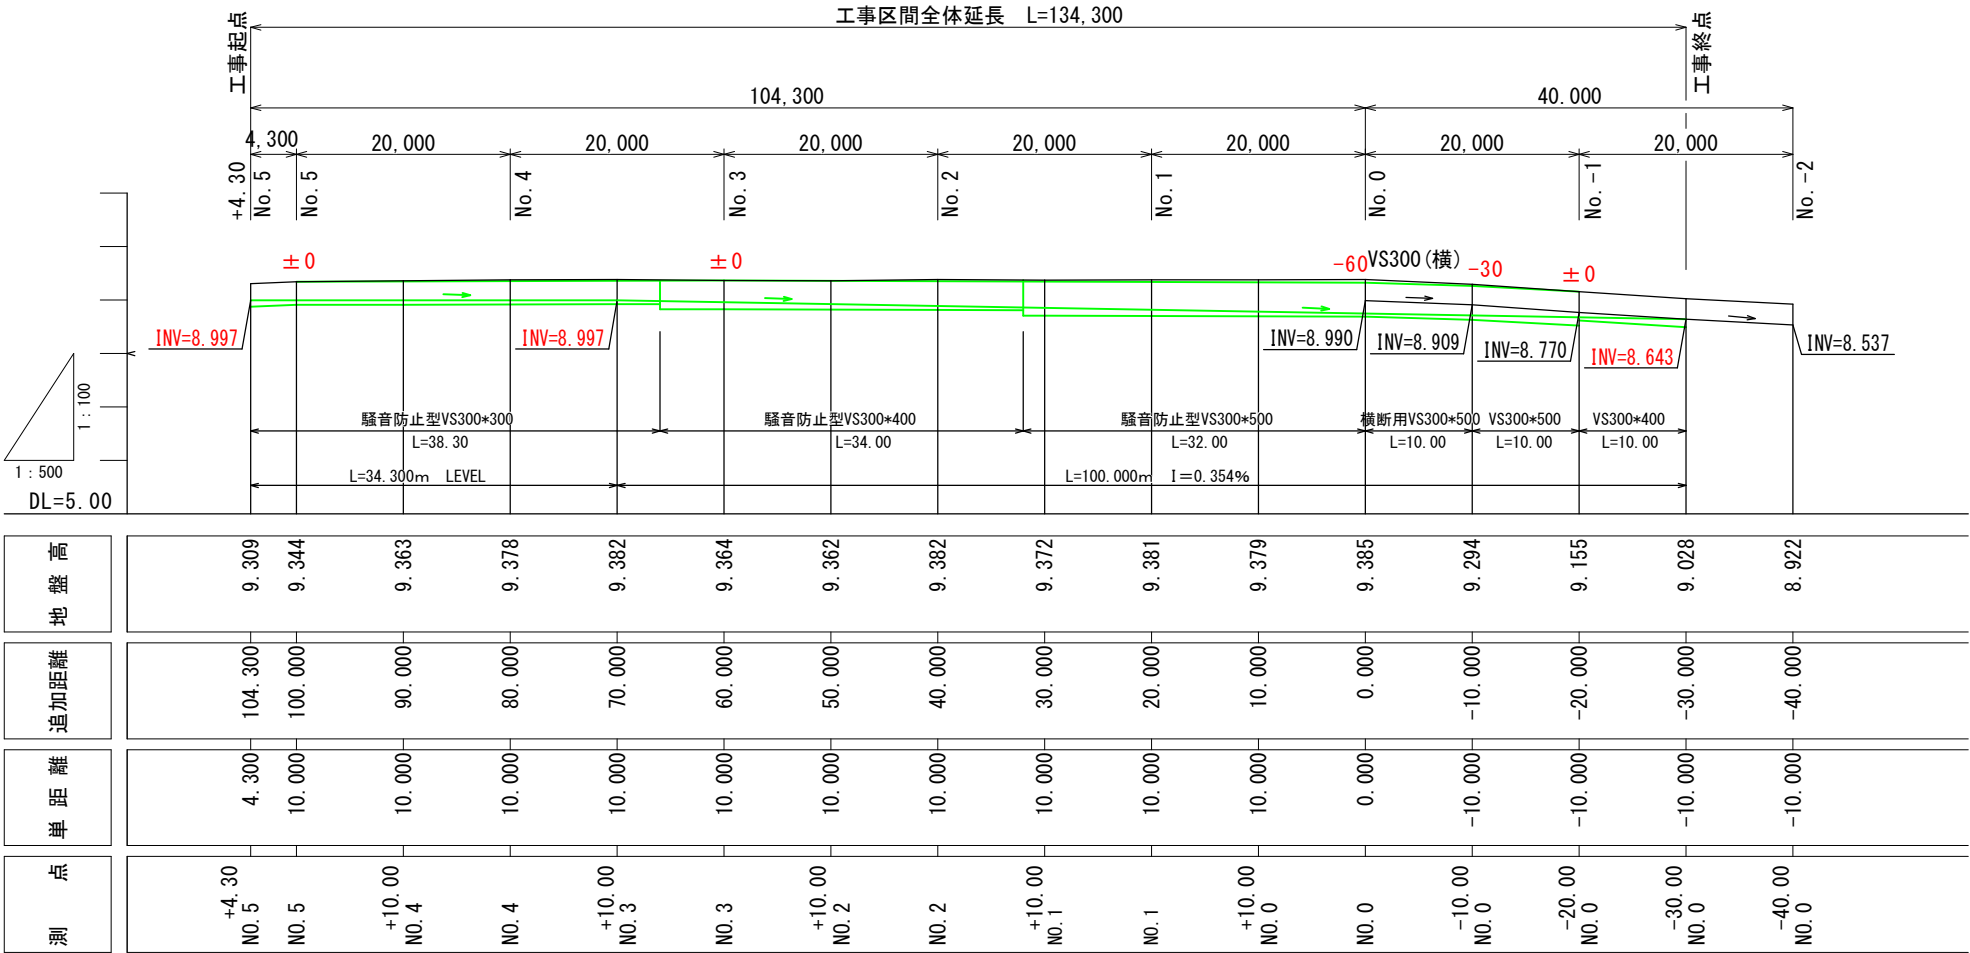 工事区間全体延長 L=134,300
工事起点
工事終点
104,300
40.000
4,300
20,000
20,000
20,000
20,000
20,000
20,000
20,000
+4.30
No.5
No.5
No.4
No.3
No.2
No.1
No.0
No.-1
No.-2
±0
±0
-60
VS300(横)
-30
±0
INV=8.997
INV=8.997
INV=8.990
INV=8.909
INV=8.770
INV=8.643
INV=8.537
1:100
1:500
騒音防止型VS300*300
L=38.30
騒音防止型VS300*400
L=34.00
騒音防止型VS300*500
L=32.00
横断用VS300*500
L=10.00
VS300*500
L=10.00
VS300*400
L=10.00
L=34.300m LEVEL
L=100.000m I=0.354%
DL=5.00
地盤高
9.309
9.344
9.363
9.378
9.382
9.364
9.362
9.382
9.372
9.381
9.379
9.385
9.294
9.155
9.028
8.922
追加距離
104.300
100.000
90.000
80.000
70.000
60.000
50.000
40.000
30.000
20.000
10.000
0.000
-10.000
-20.000
-30.000
-40.000
単距離
4.300
10.000
10.000
10.000
10.000
10.000
10.000
10.000
10.000
10.000
10.000
0.000
-10.000
-10.000
-10.000
-10.000
測点
+4.30
NO.5
NO.5
+10.00
NO.4
NO.4
+10.00
NO.3
NO.3
+10.00
NO.2
NO.2
+10.00
NO.1
NO.1
+10.00
NO.0
NO.0
-10.00
NO.0
-20.00
NO.0
-30.00
NO.0
-40.00
NO.0